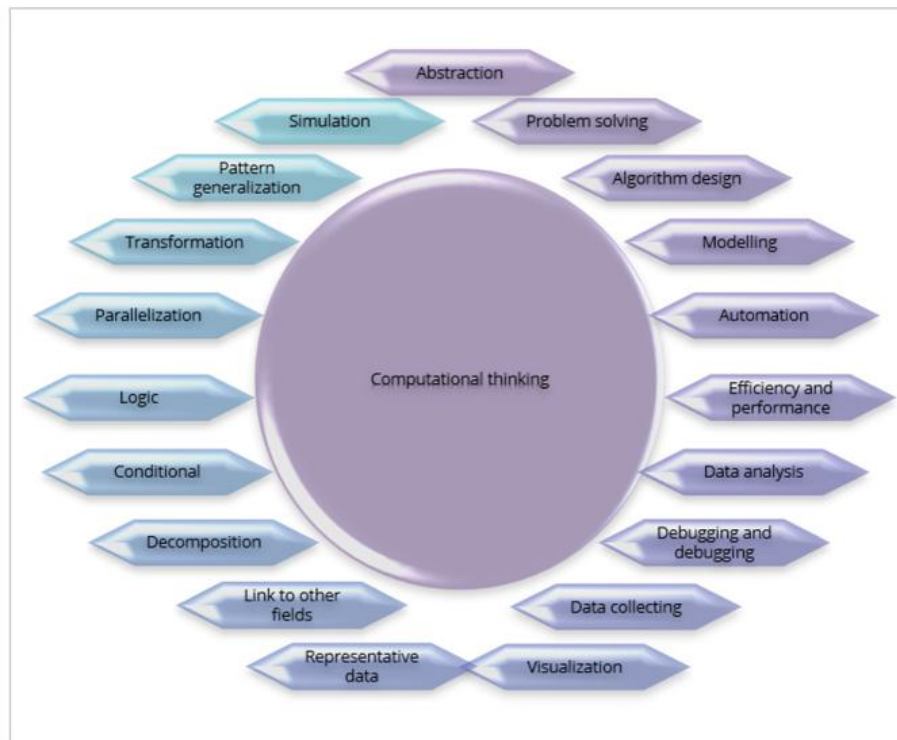 Abstraction
Simulation
Problem solving
Pattern
generalization
Algorithm design
Transformation
Modelling
Parallelization
Automation
Computational thinking
Logic
Efficiency and
performance
Conditional
Data analysis
Decomposition
Debugging and
debugging
Link to other
fields
Data collecting
Representative
data
Visualization